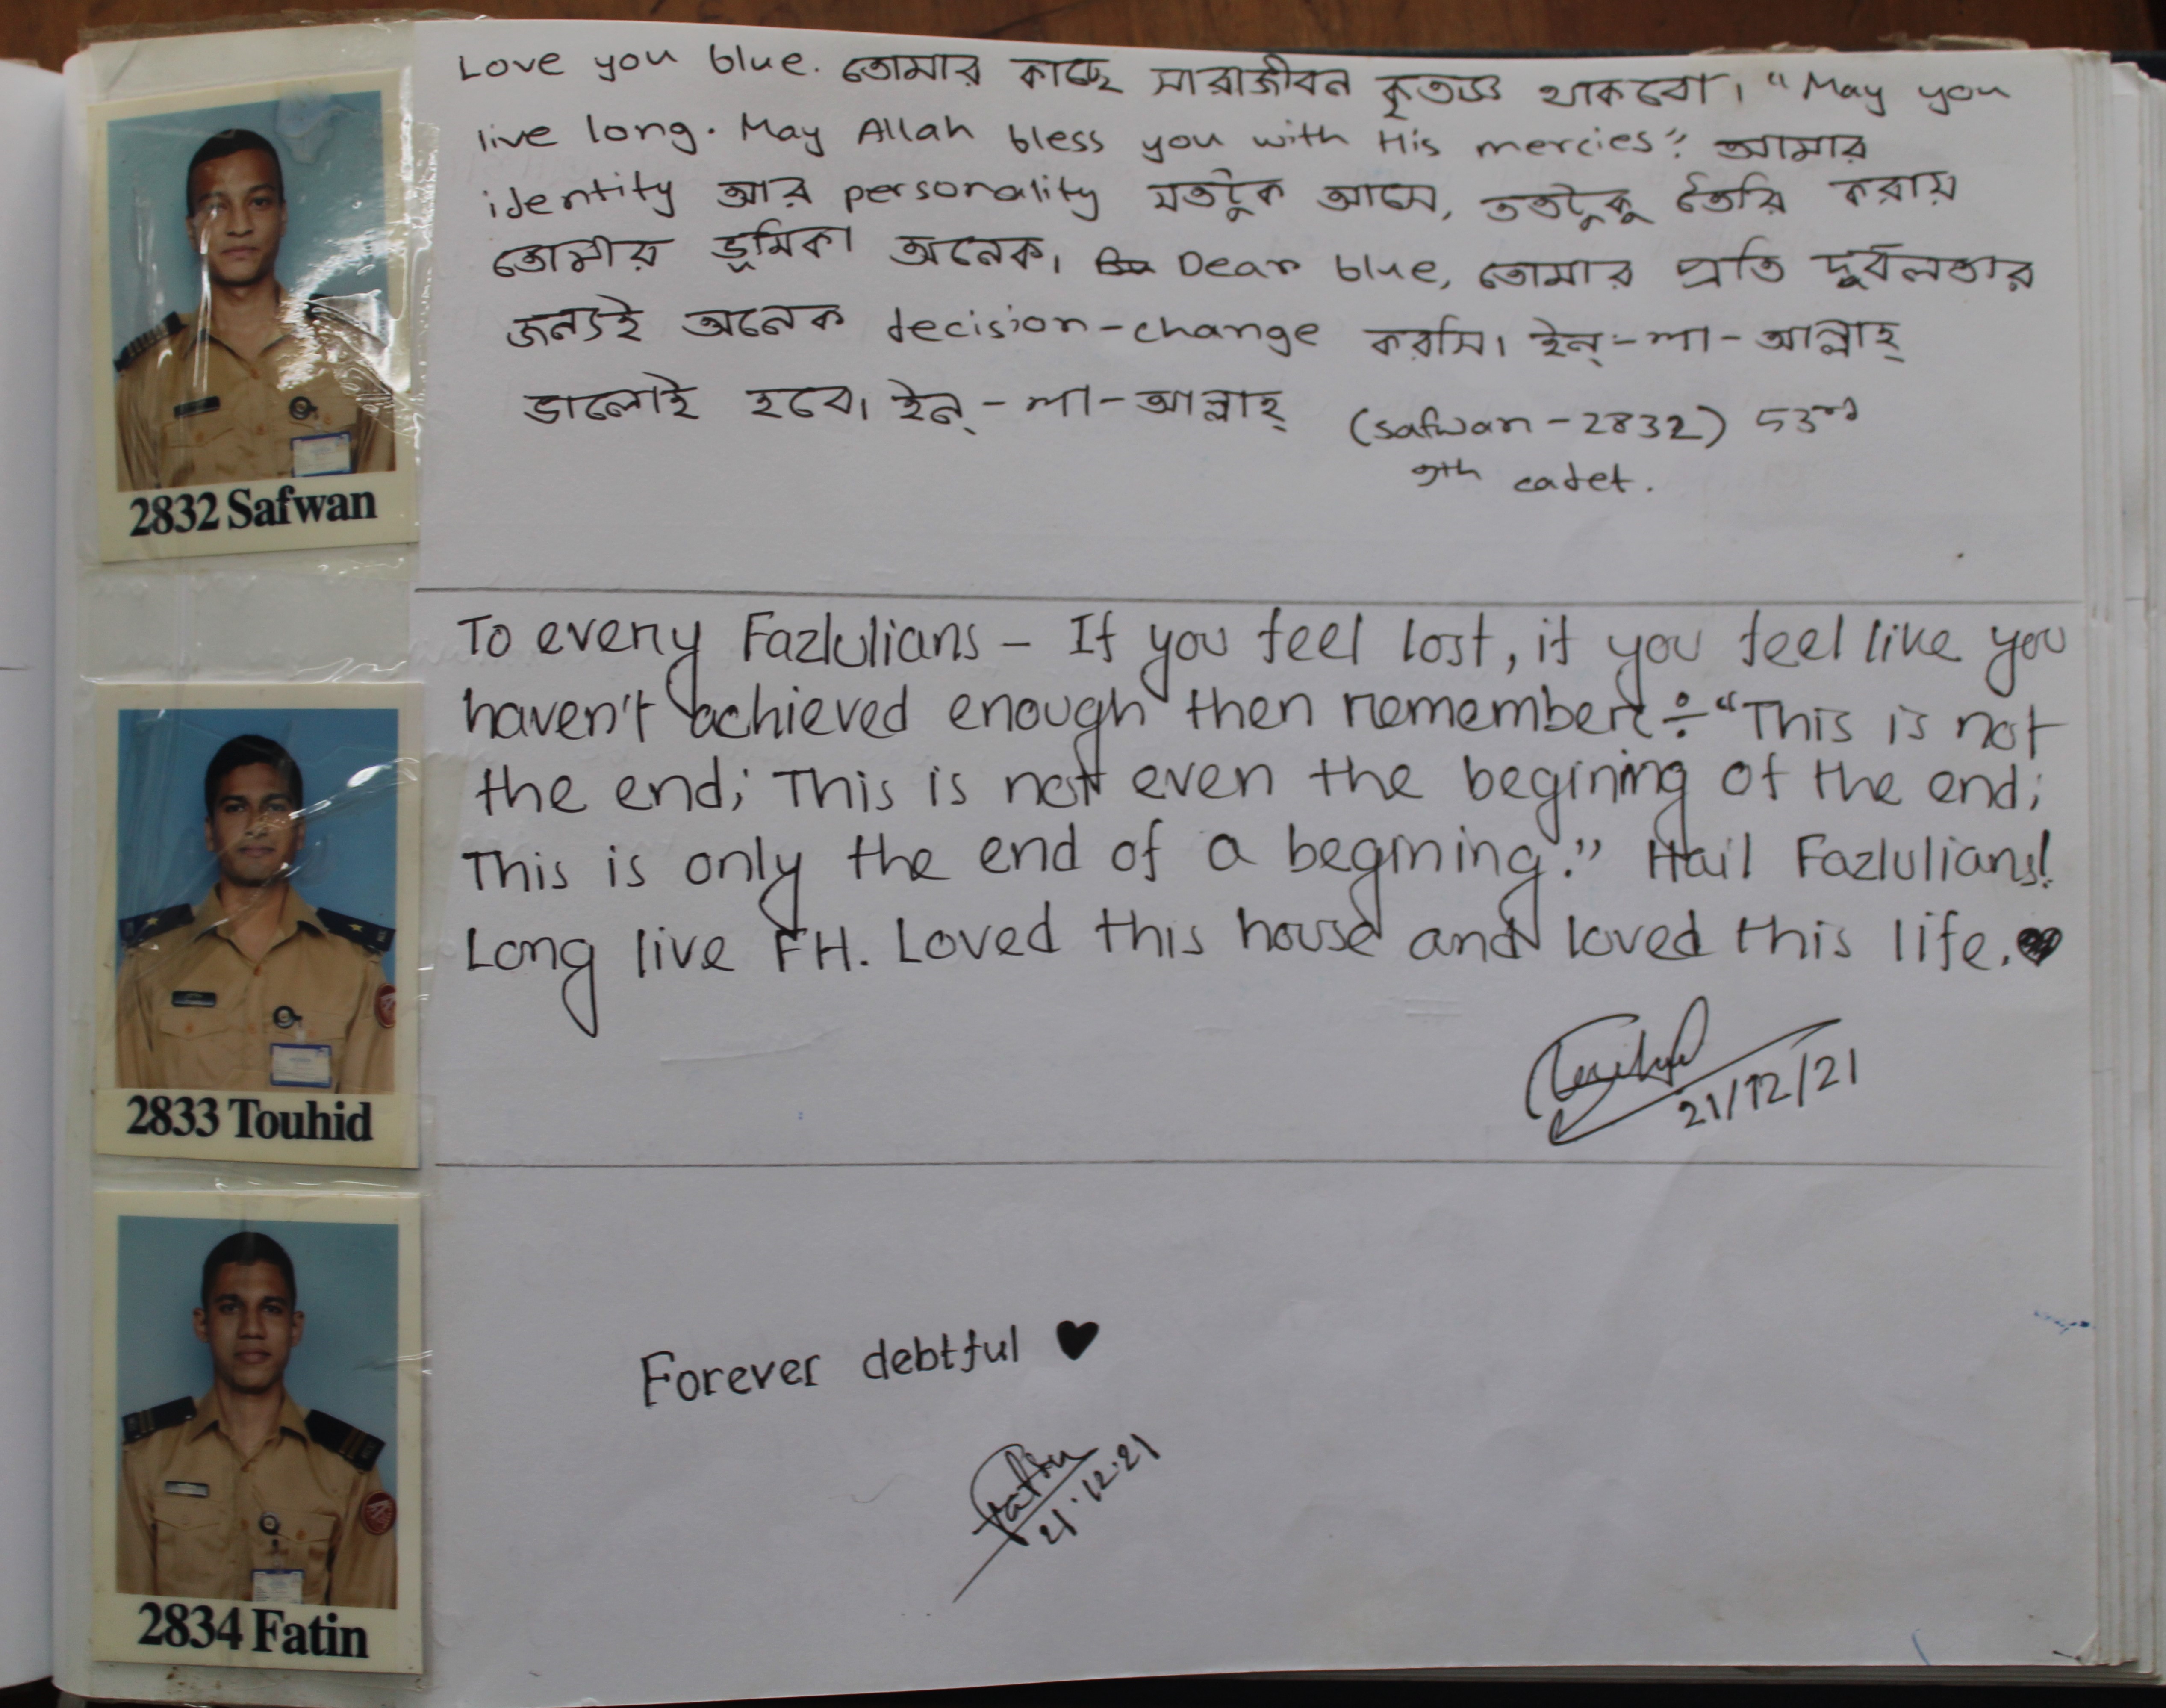 Love you blue. তোমার কাছে সারাজীবন কৃতজ্ঞ থাকবো। "May you
live long. May Allah bless you with His mercies". আমার
identity আর personality যতটুক আসে, ততটুকু তৈরি করায়
তোমার ভূমিকা অনেক। Dear blue, তোমার প্রতি দূর্বলতার
জন্যই অনেক decision-change করসি। ইন্-শা-আল্লাহ্
ভালোই হবে। ইন্-শা-আল্লাহ্ (Safwan-2832) 53rd
cadet.
2832 Safwan
To every Fazlulians - If you feel lost, if you feel like you
haven't achieved enough then remember ÷ "This is not
the end; This is not even the begining of the end;
This is only the end of a begining." Hail Fazlulians!
Long live FH. Loved this house and loved this life. ♥
Touhid
21/12/21
2833 Touhid
Forever debtful ♥
Fatin
21.12.21
2834 Fatin